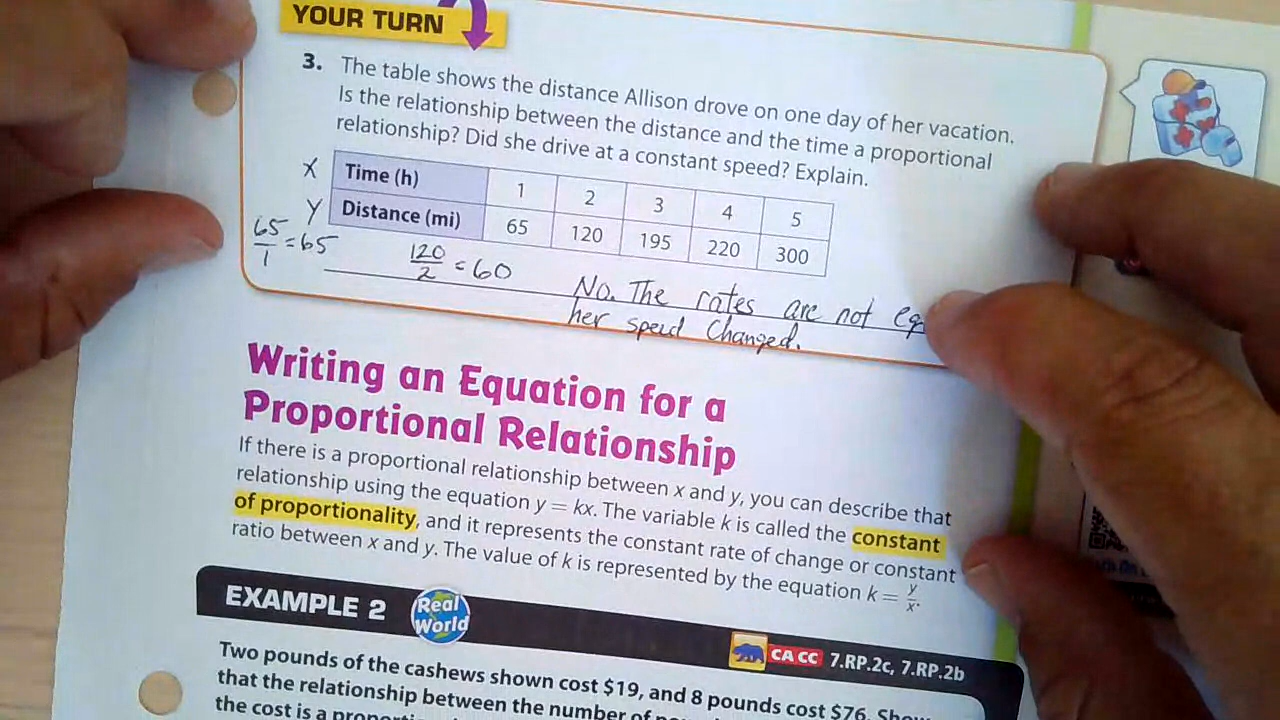 YOUR TURN
3. The table shows the distance Allison drove on one day of her vacation.
Is the relationship between the distance and the time a proportional
relationship? Did she drive at a constant speed? Explain.
X Time (h) 1 2 3 4 5
Y Distance (mi) 65 120 195 220 300
65/1 = 65 120/2 = 60
No. The rates are not
her speed Changed.
Writing an Equation for a
Proportional Relationship
If there is a proportional relationship between x and y, you can describe that
relationship using the equation y = kx. The variable k is called the constant
of proportionality, and it represents the constant rate of change or constant
ratio between x and y. The value of k is represented by the equation k = y/x.
EXAMPLE 2 Real World CA CC 7.RP.2c, 7.RP.2b
Two pounds of the cashews shown cost $19, and 8 pounds cost $76. Show
that the relationship between the number of
the cost is a